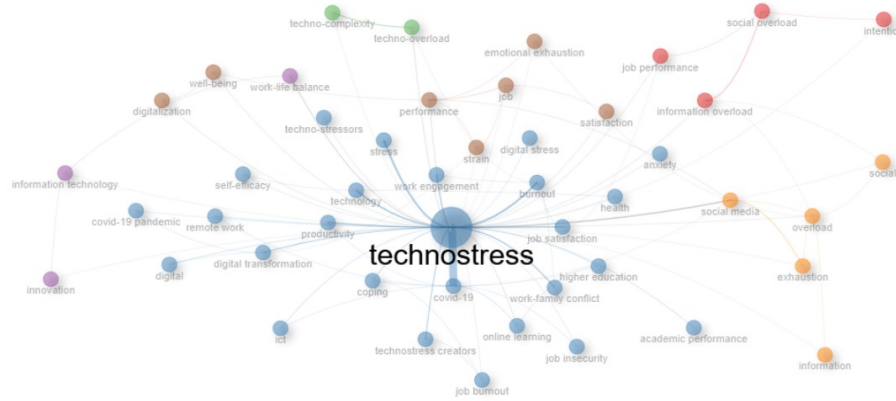 techno-complexity
social overload
intentio
techno-overload
emotional exhaustion
job performance
well-being
work-life balance
job
digitalization
performance
information overload
satisfaction
techno-stressors
stress
digital stress
strain
anxiety
social
information technology
self-efficacy
work engagement
burnout
technology
health
social media
covid-19 pandemic
remote work
productivity
job satisfaction
overload
technostress
digital
digital transformation
higher education
exhaustion
innovation
coping
covid-19
work-family conflict
ict
online learning
academic performance
technostress creators
job insecurity
information
job burnout